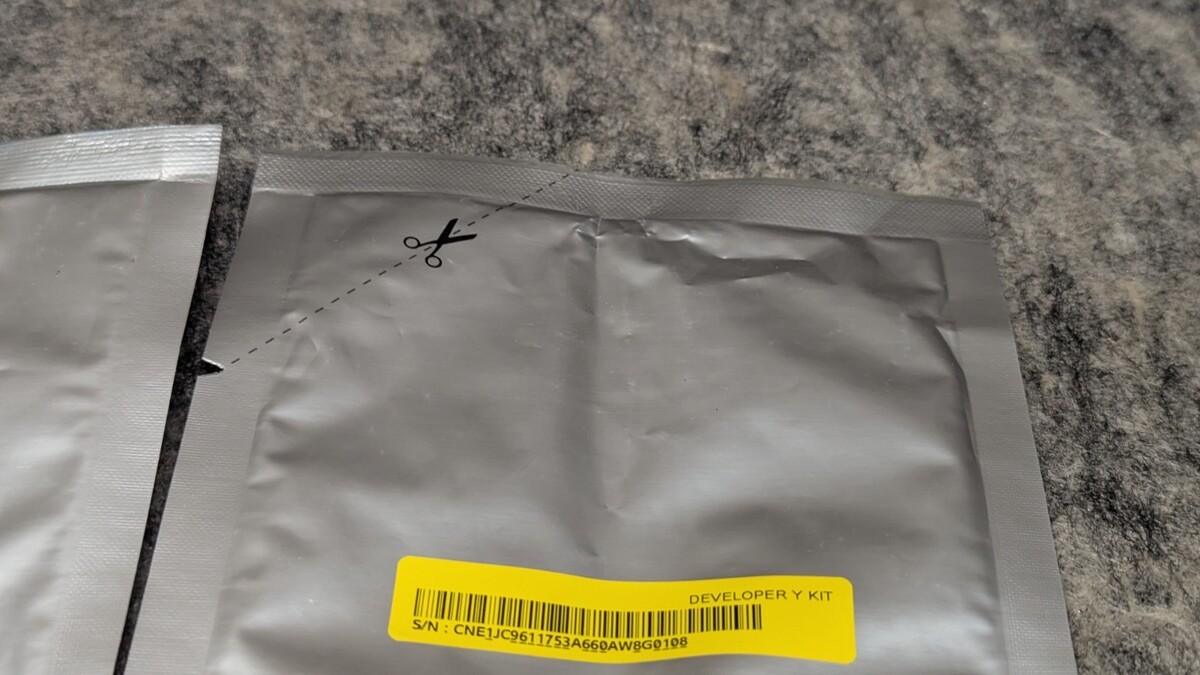 DEVELOPER Y KIT
S/N : CNE1JC9611753A660AW8G0108